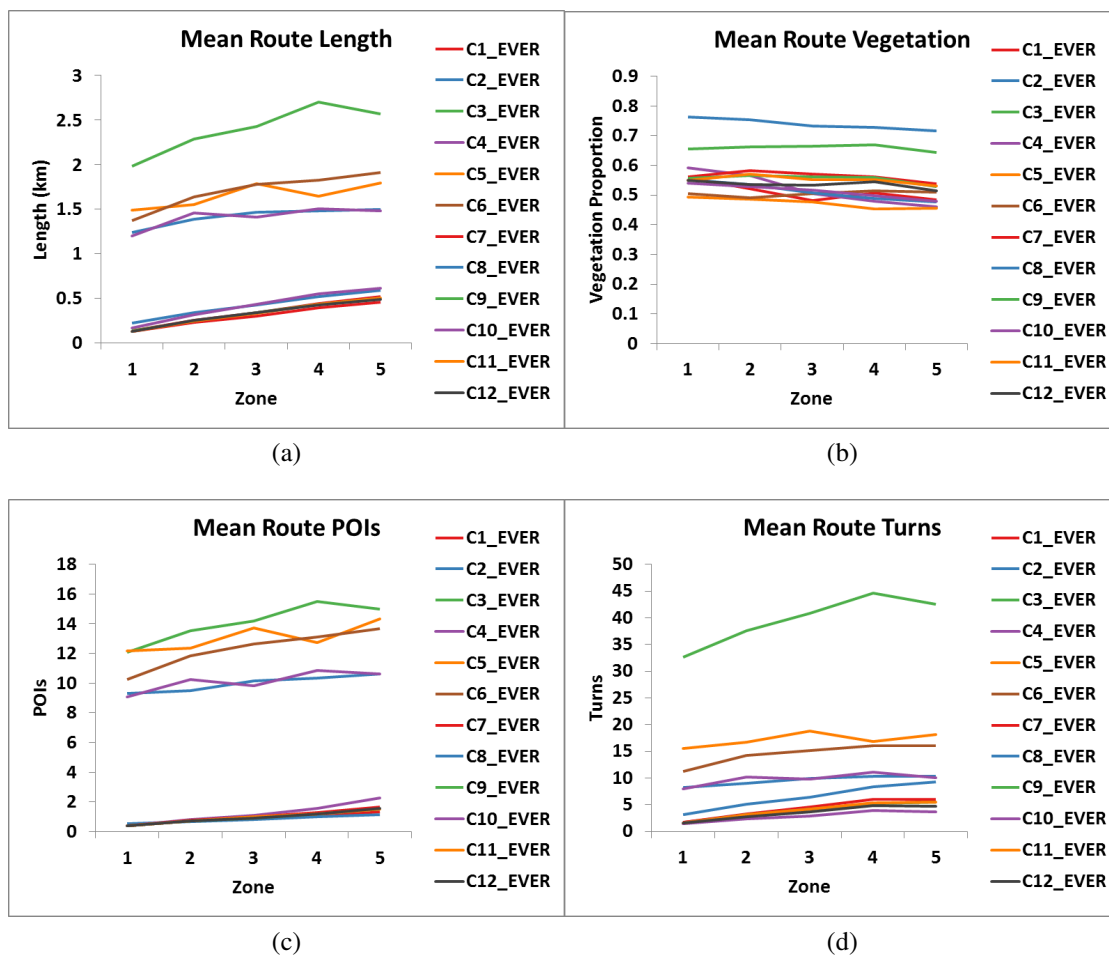 Mean Route Length
3
2.5
2
1.5
1
0.5
0
Length (km)
1 2 3 4 5
Zone
C1_EVER
C2_EVER
C3_EVER
C4_EVER
C5_EVER
C6_EVER
C7_EVER
C8_EVER
C9_EVER
C10_EVER
C11_EVER
C12_EVER
(a)
Mean Route Vegetation
0.9
0.8
0.7
0.6
0.5
0.4
0.3
0.2
0.1
0
Vegetation Proportion
1 2 3 4 5
Zone
C1_EVER
C2_EVER
C3_EVER
C4_EVER
C5_EVER
C6_EVER
C7_EVER
C8_EVER
C9_EVER
C10_EVER
C11_EVER
C12_EVER
(b)
Mean Route POIs
18
16
14
12
10
8
6
4
2
0
POIs
1 2 3 4 5
Zone
C1_EVER
C2_EVER
C3_EVER
C4_EVER
C5_EVER
C6_EVER
C7_EVER
C8_EVER
C9_EVER
C10_EVER
C11_EVER
C12_EVER
(c)
Mean Route Turns
50
45
40
35
30
25
20
15
10
5
0
Turns
1 2 3 4 5
Zone
C1_EVER
C2_EVER
C3_EVER
C4_EVER
C5_EVER
C6_EVER
C7_EVER
C8_EVER
C9_EVER
C10_EVER
C11_EVER
C12_EVER
(d)